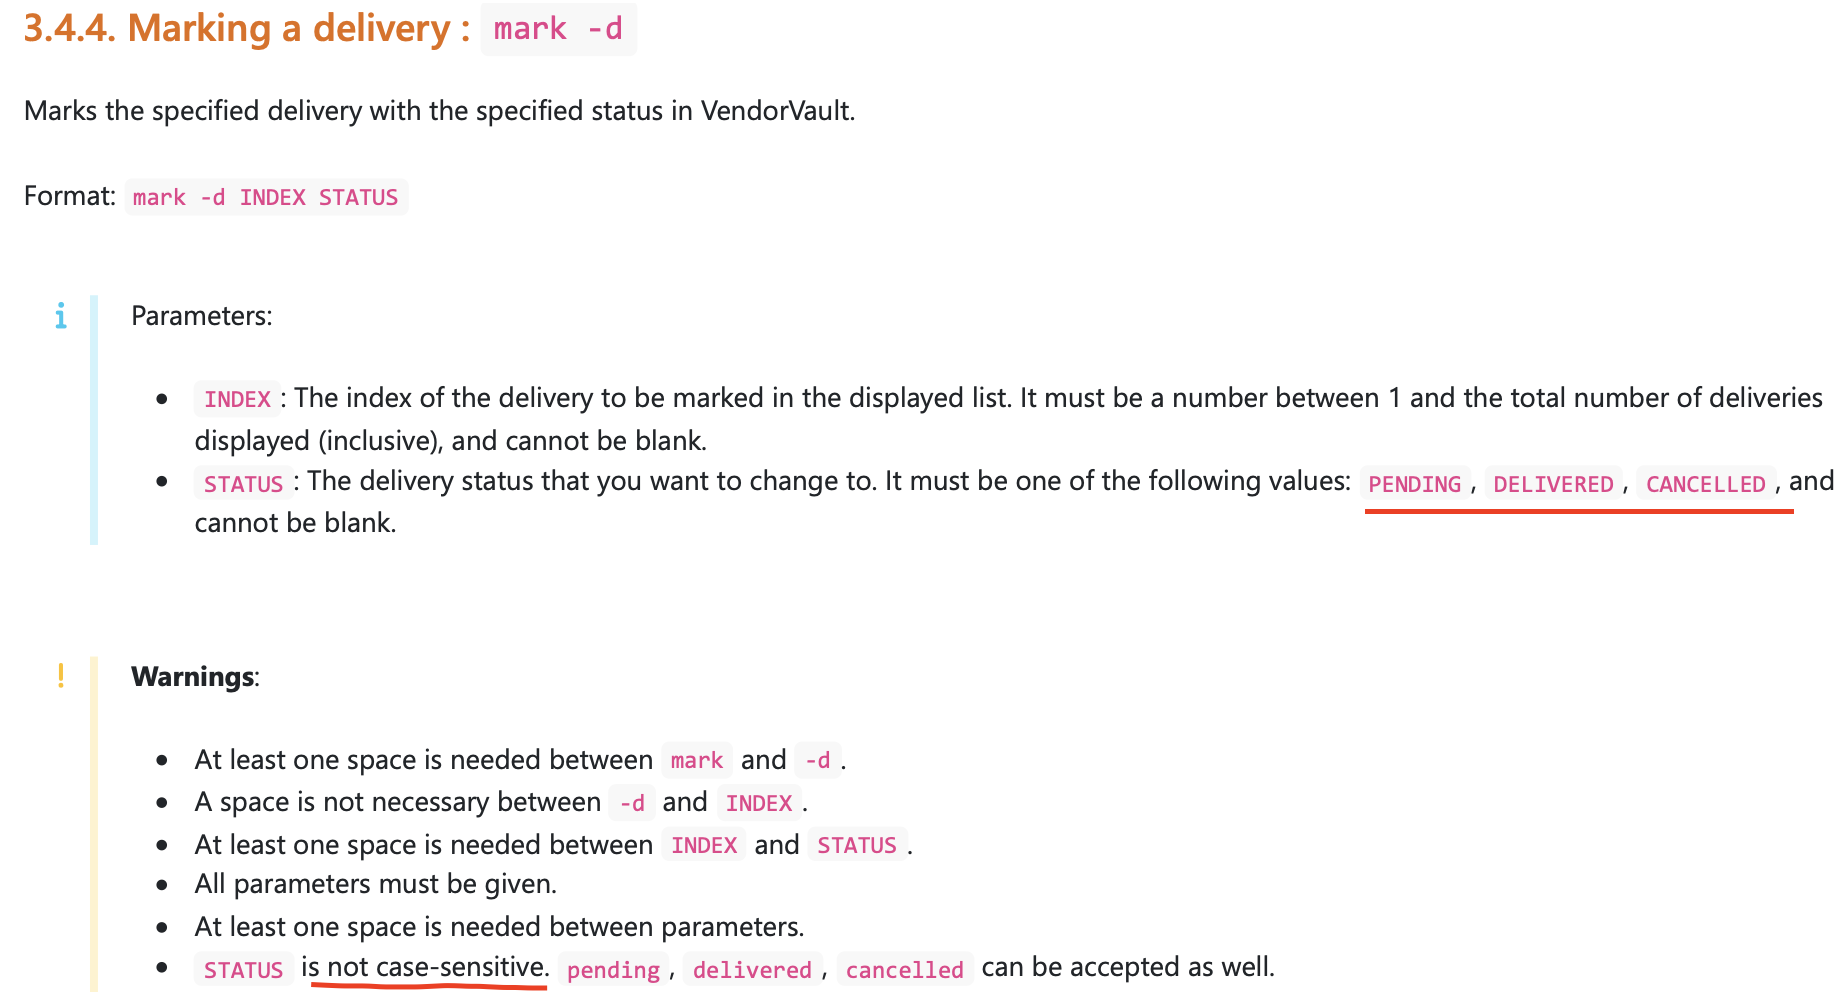 3.4.4. Marking a delivery : mark -d
Marks the specified delivery with the specified status in VendorVault.
Format: mark -d INDEX STATUS
i
Parameters:
• INDEX : The index of the delivery to be marked in the displayed list. It must be a number between 1 and the total number of deliveries
displayed (inclusive), and cannot be blank.
• STATUS : The delivery status that you want to change to. It must be one of the following values: PENDING , DELIVERED , CANCELLED , and
cannot be blank.
!
Warnings:
• At least one space is needed between mark and -d .
• A space is not necessary between -d and INDEX .
• At least one space is needed between INDEX and STATUS .
• All parameters must be given.
• At least one space is needed between parameters.
• STATUS is not case-sensitive. pending , delivered , cancelled can be accepted as well.